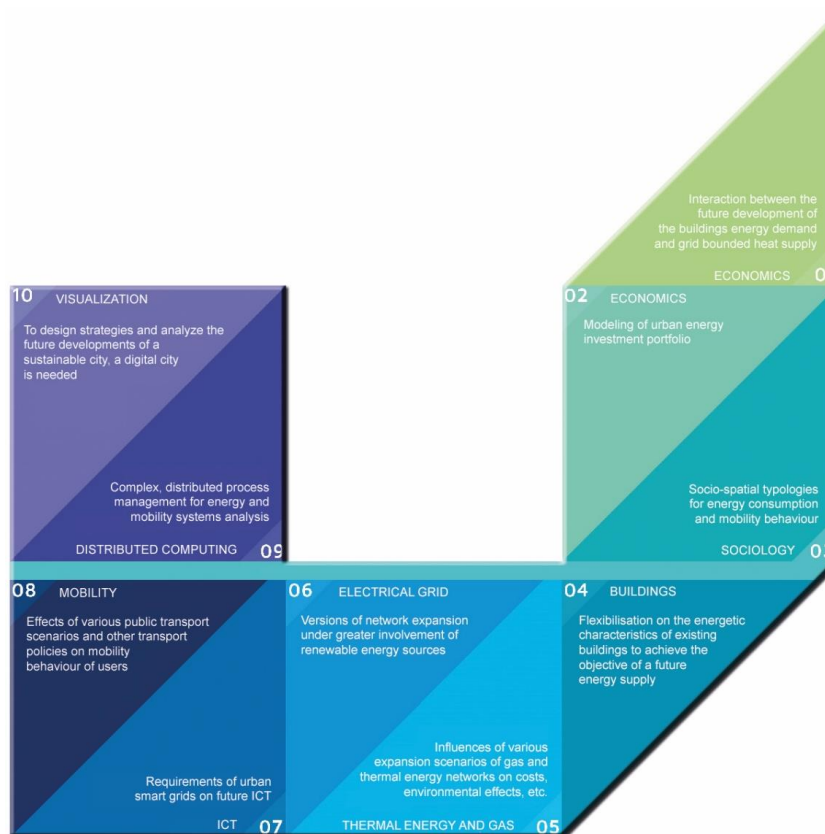 Interaction between the
future development of
the buildings energy demand
and grid bounded heat supply
ECONOMICS
02 ECONOMICS
Modeling of urban energy
investment portfolio
Socio-spatial typologies
for energy consumption
and mobility behaviour
SOCIOLOGY
04 BUILDINGS
Flexibilisation on the energetic
characteristics of existing
buildings to achieve the
objective of a future
energy supply
Influences of various
expansion scenarios of gas and
thermal energy networks on costs,
environmental effects, etc.
THERMAL ENERGY AND GAS 05
06 ELECTRICAL GRID
Versions of network expansion
under greater involvement of
renewable energy sources
Requirements of urban
smart grids on future ICT
ICT 07
08 MOBILITY
Effects of various public transport
scenarios and other transport
policies on mobility
behaviour of users
Complex, distributed process
management for energy and
mobility systems analysis
DISTRIBUTED COMPUTING 09
10 VISUALIZATION
To design strategies and analyze the
future developments of a
sustainable city, a digital city
is needed